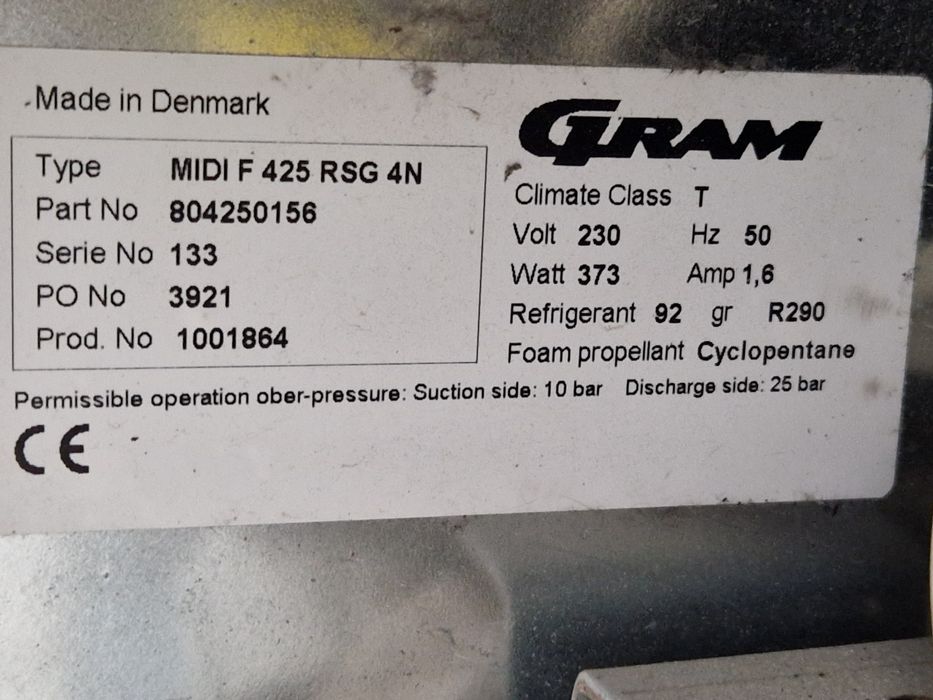 Made in Denmark
Type MIDI F 425 RSG 4N
Part No 804250156
Serie No 133
PO No 3921
Prod. No 1001864
GRAM
Climate Class T
Volt 230 Hz 50
Watt 373 Amp 1,6
Refrigerant 92 gr R290
Foam propellant Cyclopentane
Permissible operation ober-pressure: Suction side: 10 bar Discharge side: 25 bar
CE